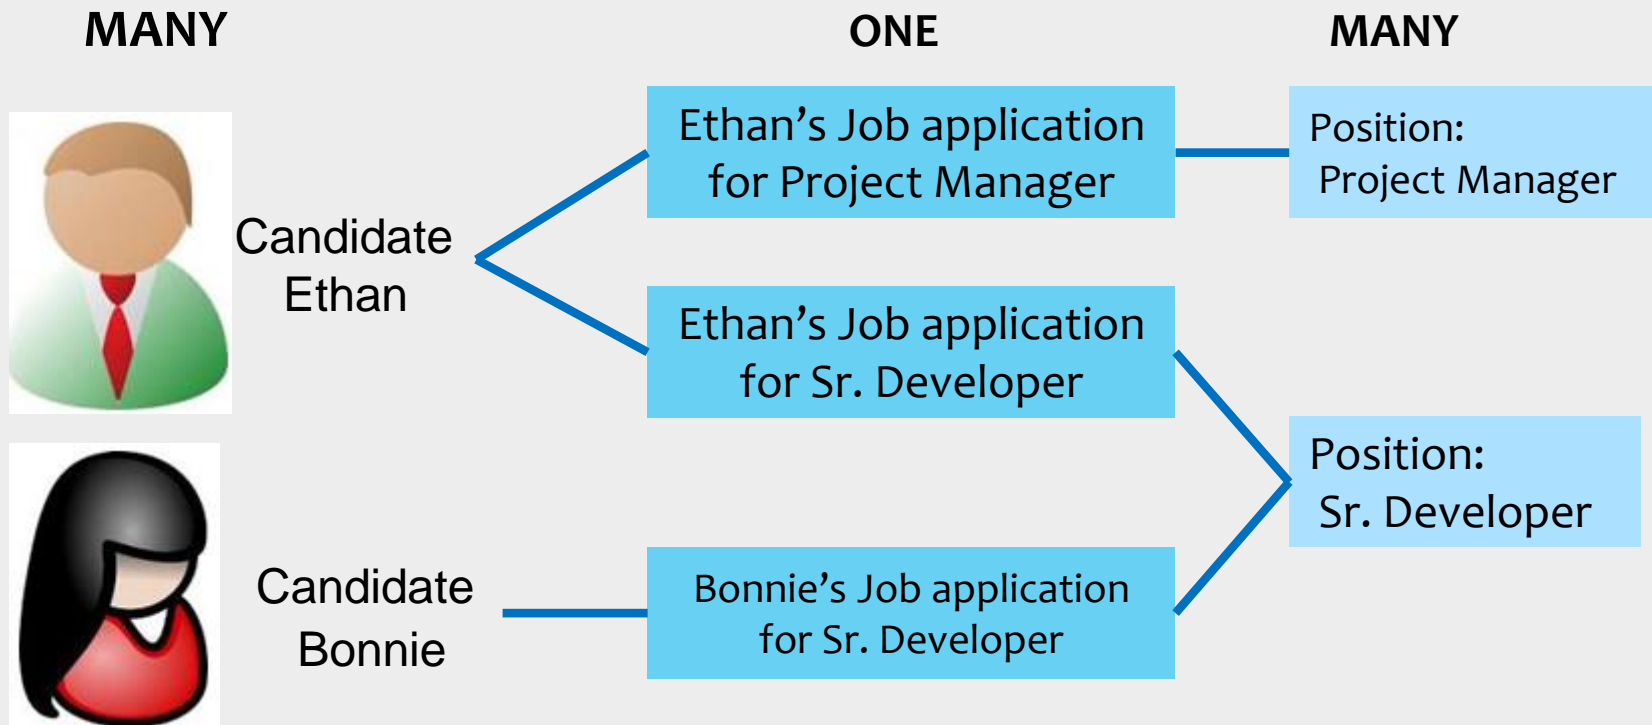 MANY
ONE
MANY
Candidate
Ethan
Ethan’s Job application
for Project Manager
Position:
Project Manager
Ethan’s Job application
for Sr. Developer
Position:
Sr. Developer
Candidate
Bonnie
Bonnie’s Job application
for Sr. Developer